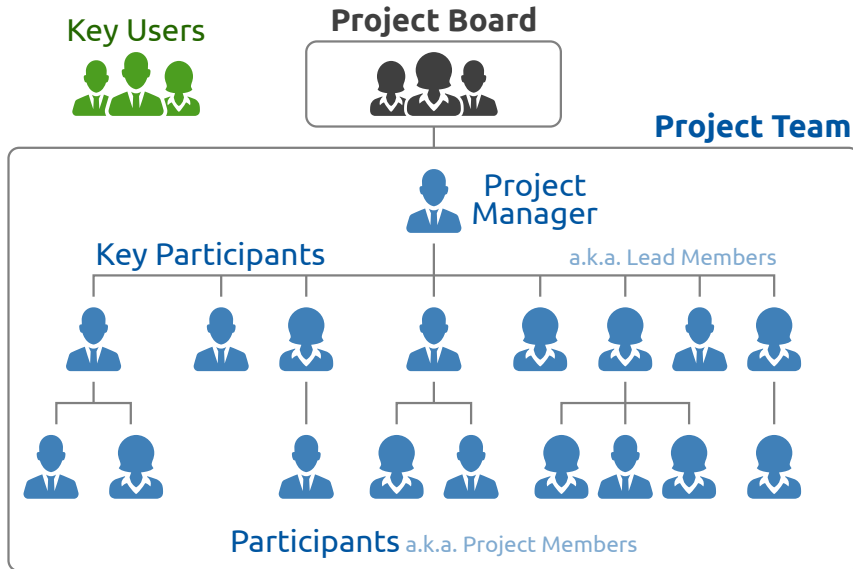 Key Users
Project Board
Project Team
Project
Manager
Key Participants
a.k.a. Lead Members
Participants a.k.a. Project Members